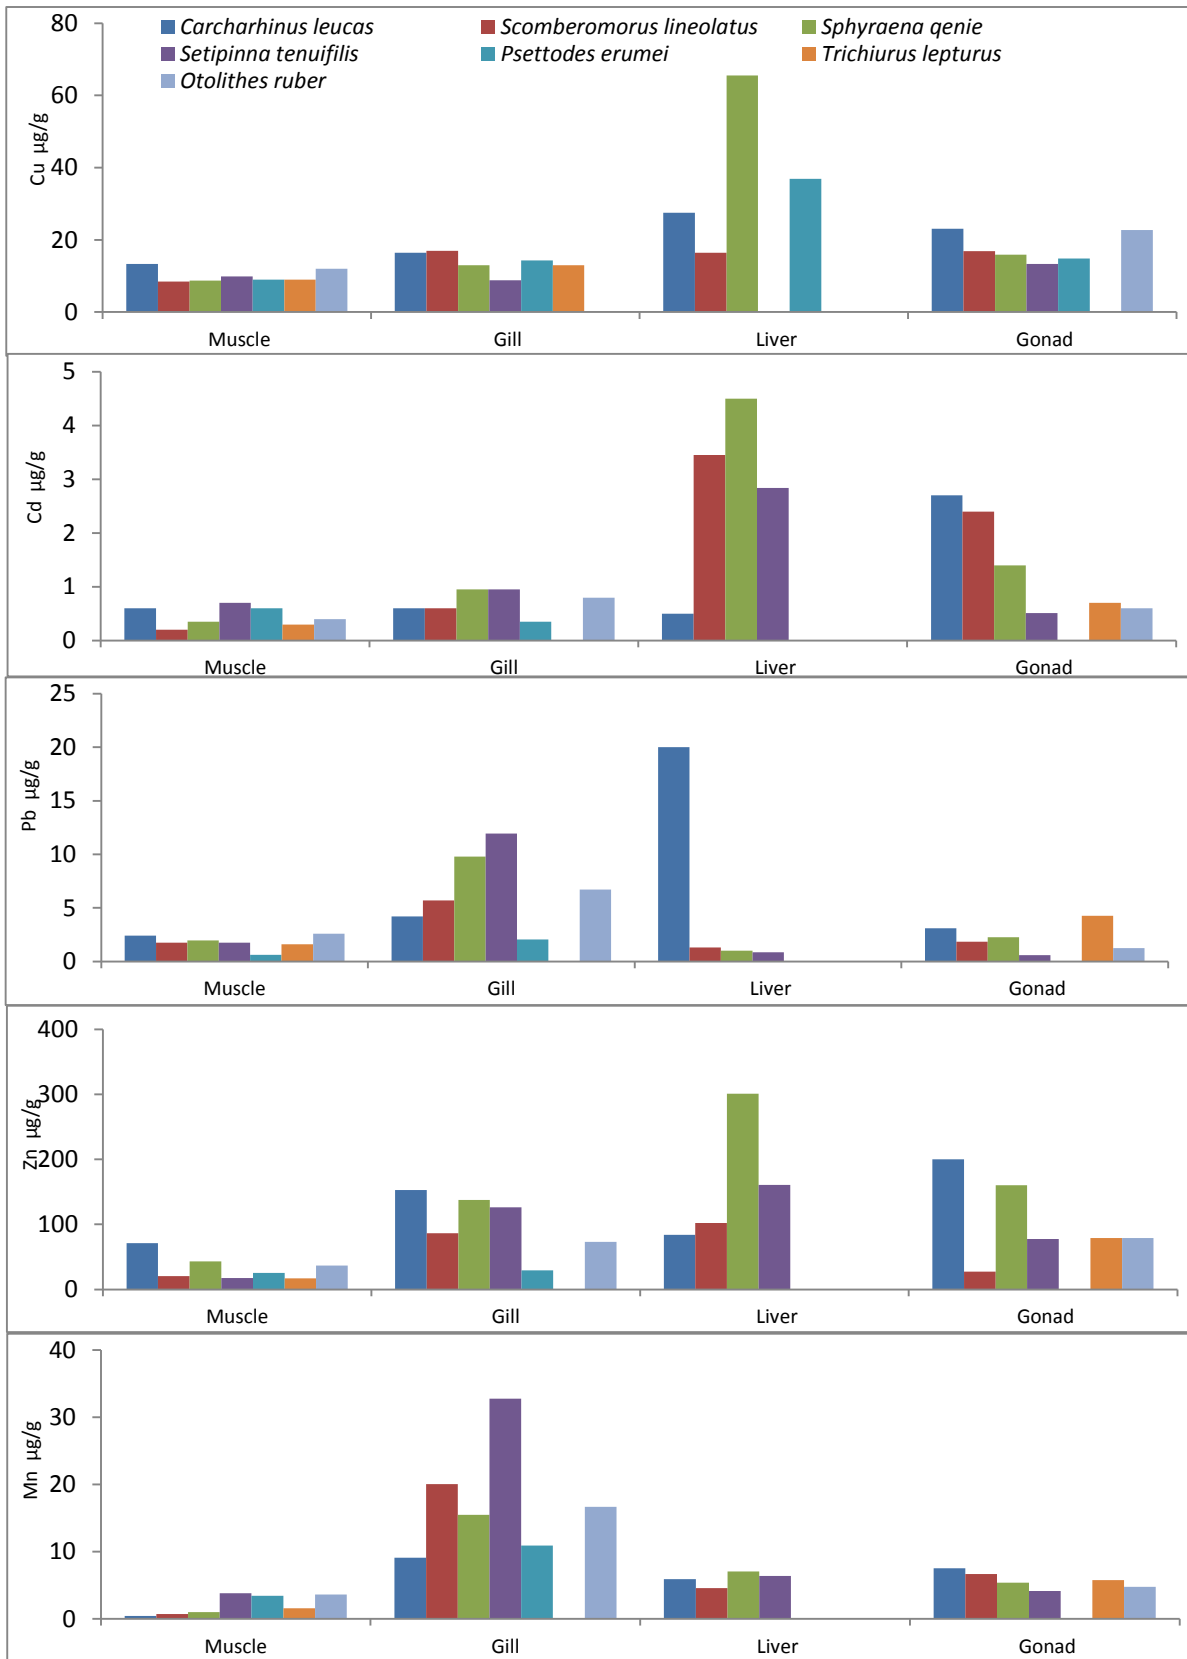 Carcharhinus leucas Scomberomorus lineolatus Sphyraena qenie
Setipinna tenuifilis Psettodes erumei Trichiurus lepturus
Otolithes ruber
Cu µg/g
80
60
40
20
0
Muscle Gill Liver Gonad
Cd µg/g
5
4
3
2
1
0
Muscle Gill Liver Gonad
Pb µg/g
25
20
15
10
5
0
Muscle Gill Liver Gonad
Zn µg/g
400
300
200
100
0
Muscle Gill Liver Gonad
Mn µg/g
40
30
20
10
0
Muscle Gill Liver Gonad